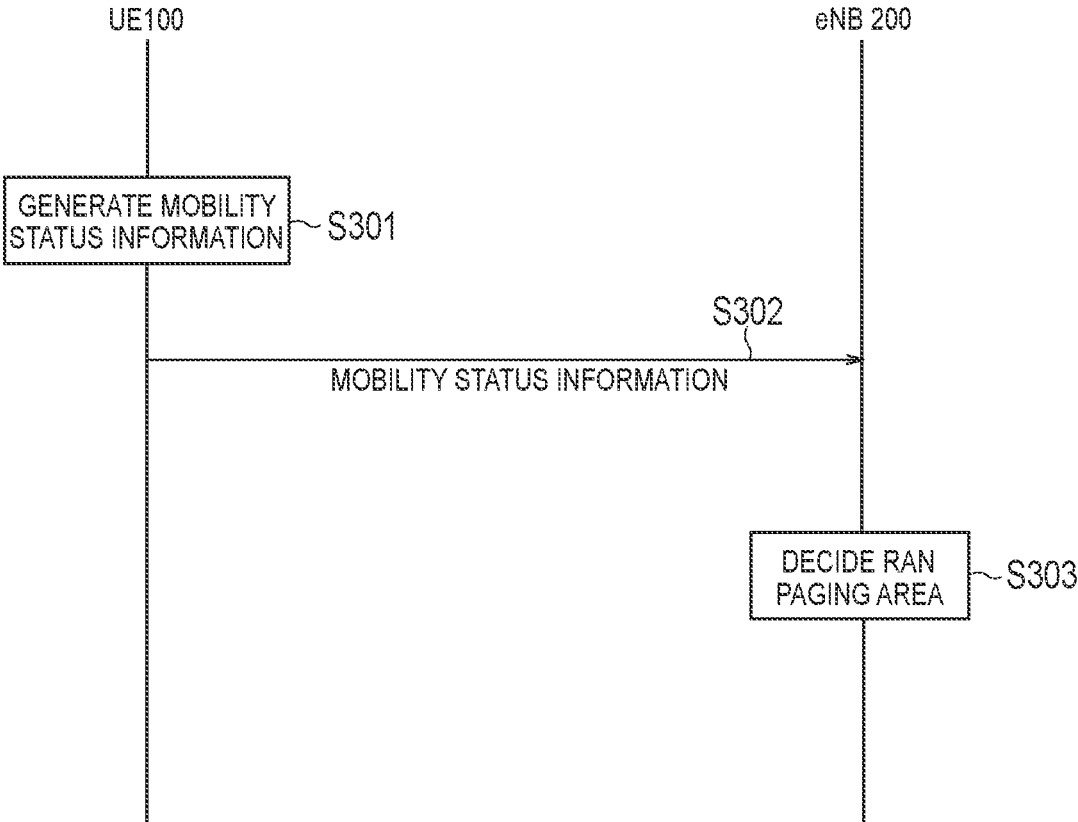 UE100
eNB 200
GENERATE MOBILITY
STATUS INFORMATION
S301
S302
MOBILITY STATUS INFORMATION
DECIDE RAN
PAGING AREA
S303